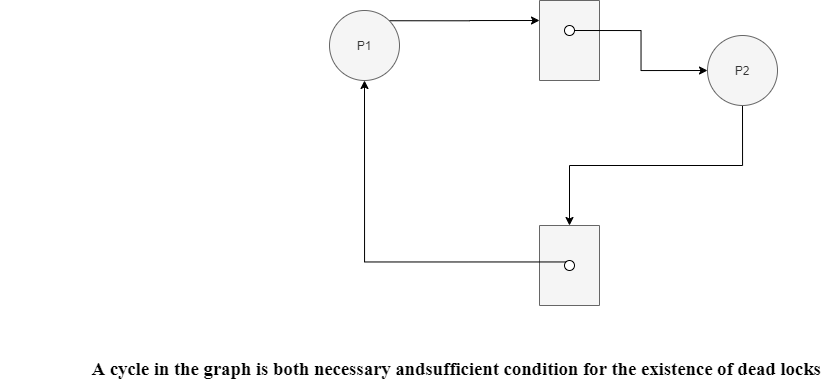 P1
P2
A cycle in the graph is both necessary andsufficient condition for the existence of dead locks